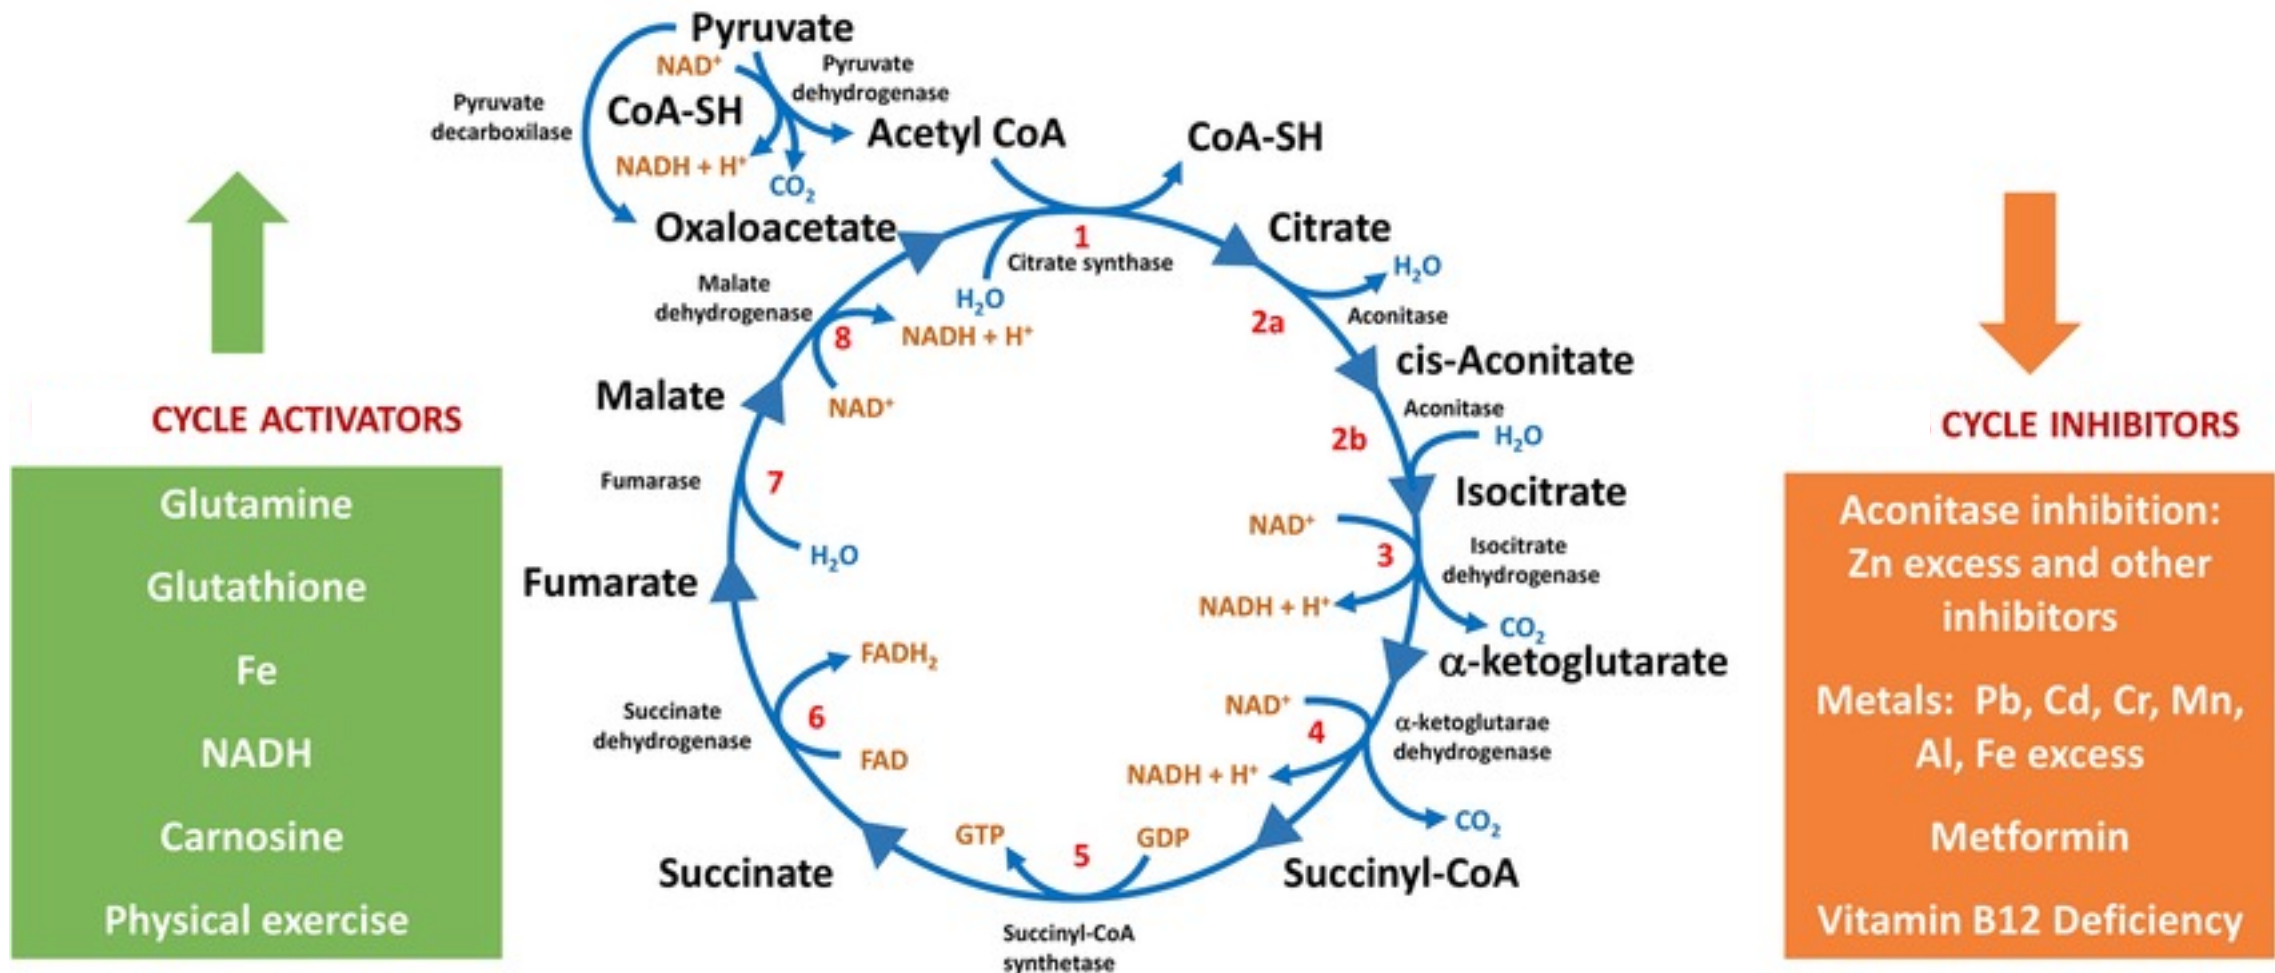 Pyruvate
NAD⁺
Pyruvate
dehydrogenase
Pyruvate
decarboxilase
CoA-SH
NADH + H⁺
CO₂
Acetyl CoA
CoA-SH
Oxaloacetate
1
Citrate synthase
H₂O
Citrate
H₂O
2a
Aconitase
cis-Aconitate
Aconitase
2b
H₂O
Isocitrate
NAD⁺
3
Isocitrate
dehydrogenase
NADH + H⁺
CO₂
α-ketoglutarate
NAD⁺
4
α-ketoglutarae
dehydrogenase
NADH + H⁺
CO₂
Succinyl-CoA
GDP
5
GTP
Succinyl-CoA
synthetase
Succinate
Succinate
dehydrogenase
6
FAD
FADH₂
Fumarate
Fumarase
7
H₂O
Malate
Malate
dehydrogenase
8
NAD⁺
NADH + H⁺
CYCLE ACTIVATORS
Glutamine
Glutathione
Fe
NADH
Carnosine
Physical exercise
CYCLE INHIBITORS
Aconitase inhibition:
Zn excess and other
inhibitors
Metals: Pb, Cd, Cr, Mn,
Al, Fe excess
Metformin
Vitamin B12 Deficiency